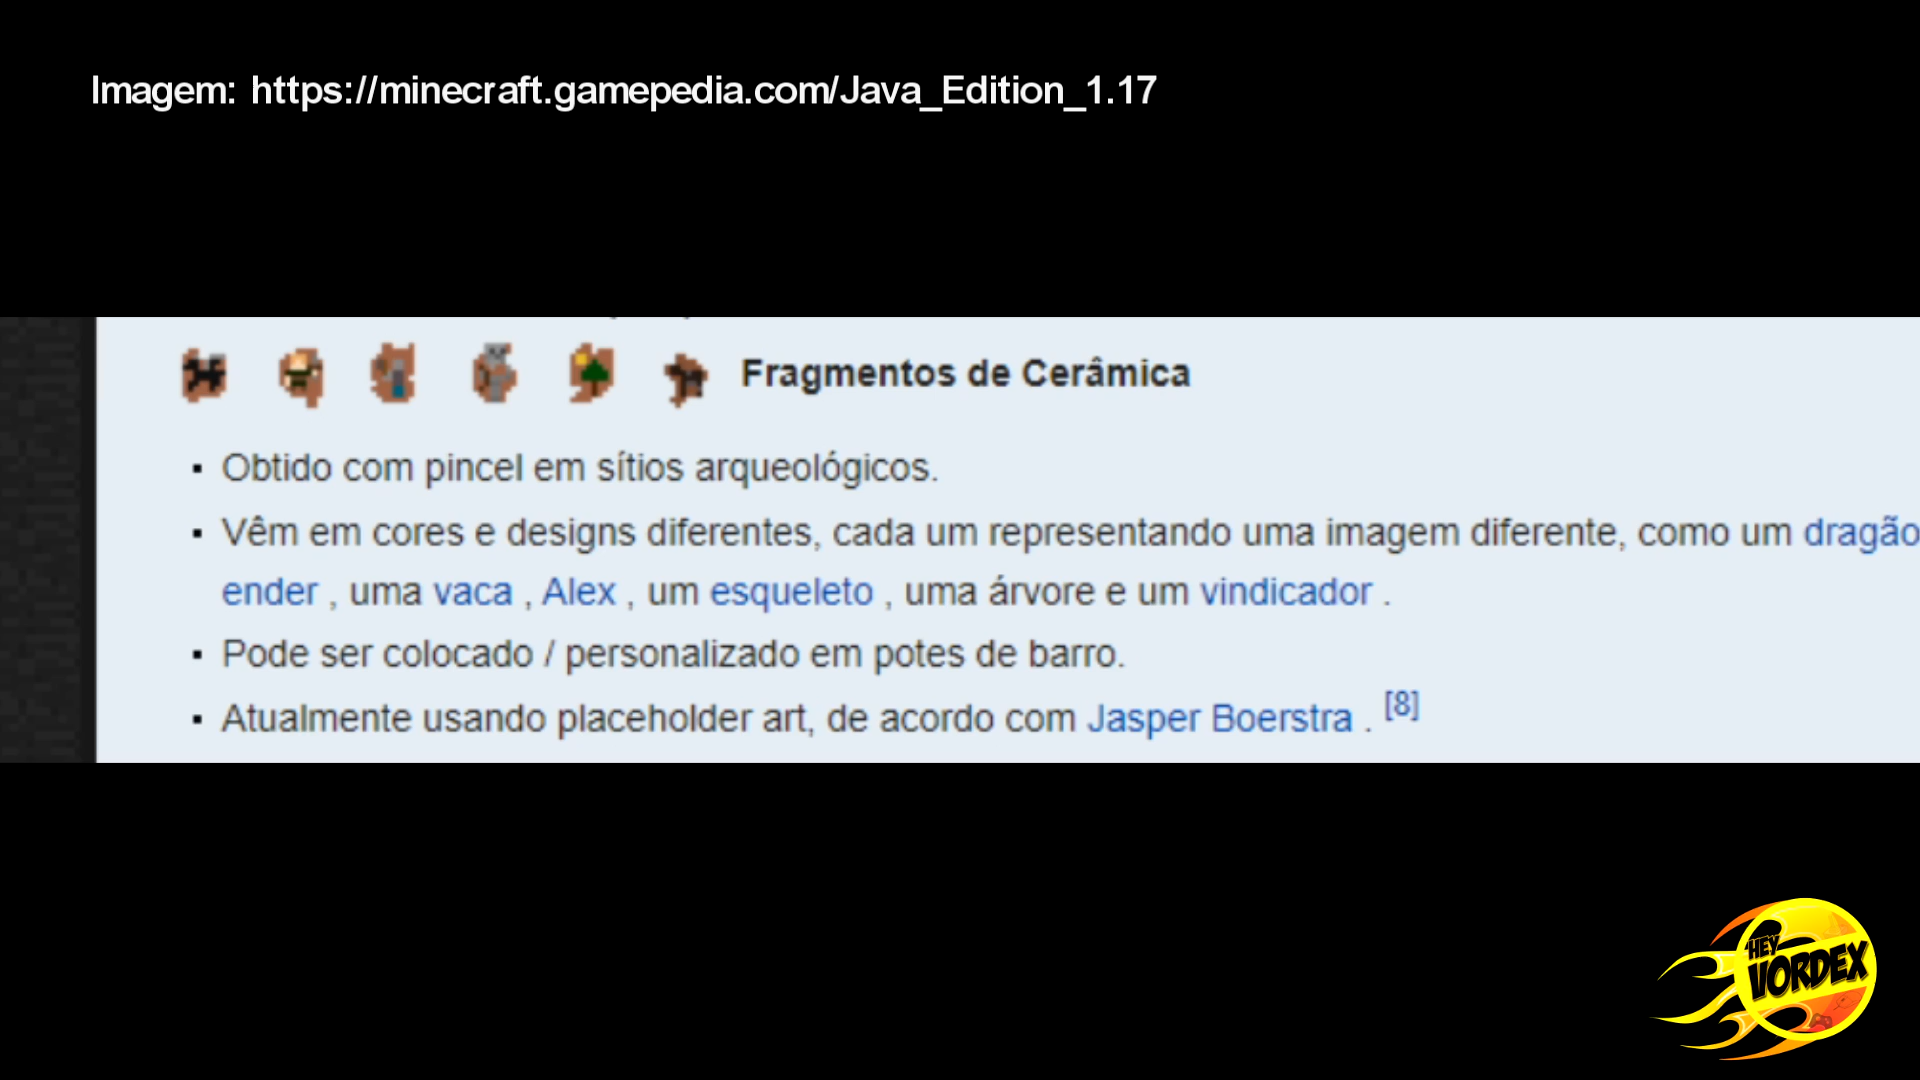 Imagem: https://minecraft.gamepedia.com/Java_Edition_1.17
Fragmentos de Cerâmica
▪ Obtido com pincel em sítios arqueológicos.
▪ Vêm em cores e designs diferentes, cada um representando uma imagem diferente, como um dragão
ender , uma vaca , Alex , um esqueleto , uma árvore e um vindicador .
▪ Pode ser colocado / personalizado em potes de barro.
▪ Atualmente usando placeholder art, de acordo com Jasper Boerstra . [8]
HEY
VORDEX